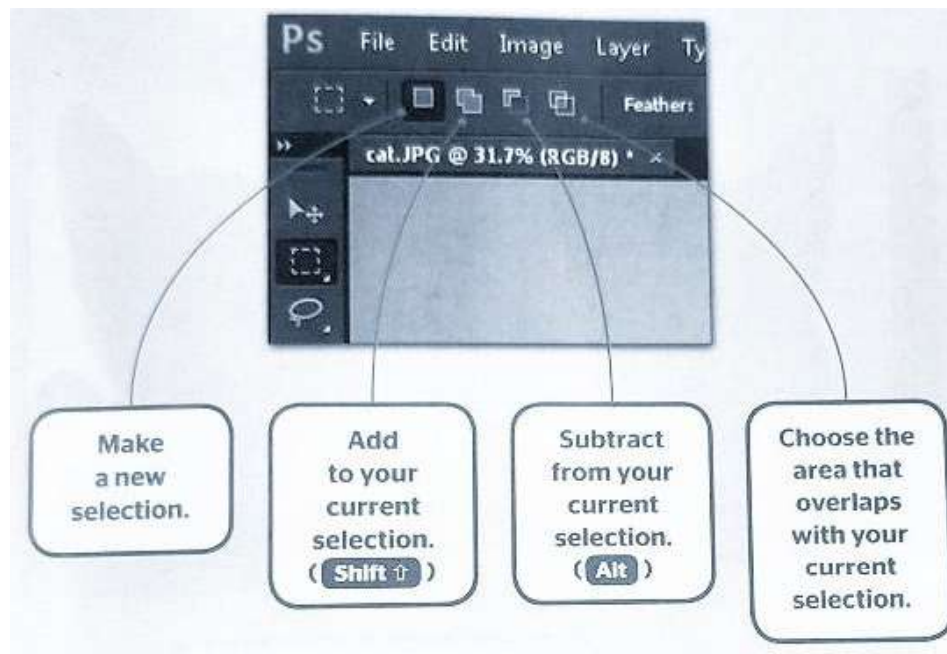 Ps File Edit Image Layer Ty
Feather:
cat.JPG @ 31.7% (RGB/8) * ×
Make
a new
selection.
Add
to your
current
selection.
( Shift ⇧ )
Subtract
from your
current
selection.
( Alt )
Choose the
area that
overlaps
with your
current
selection.